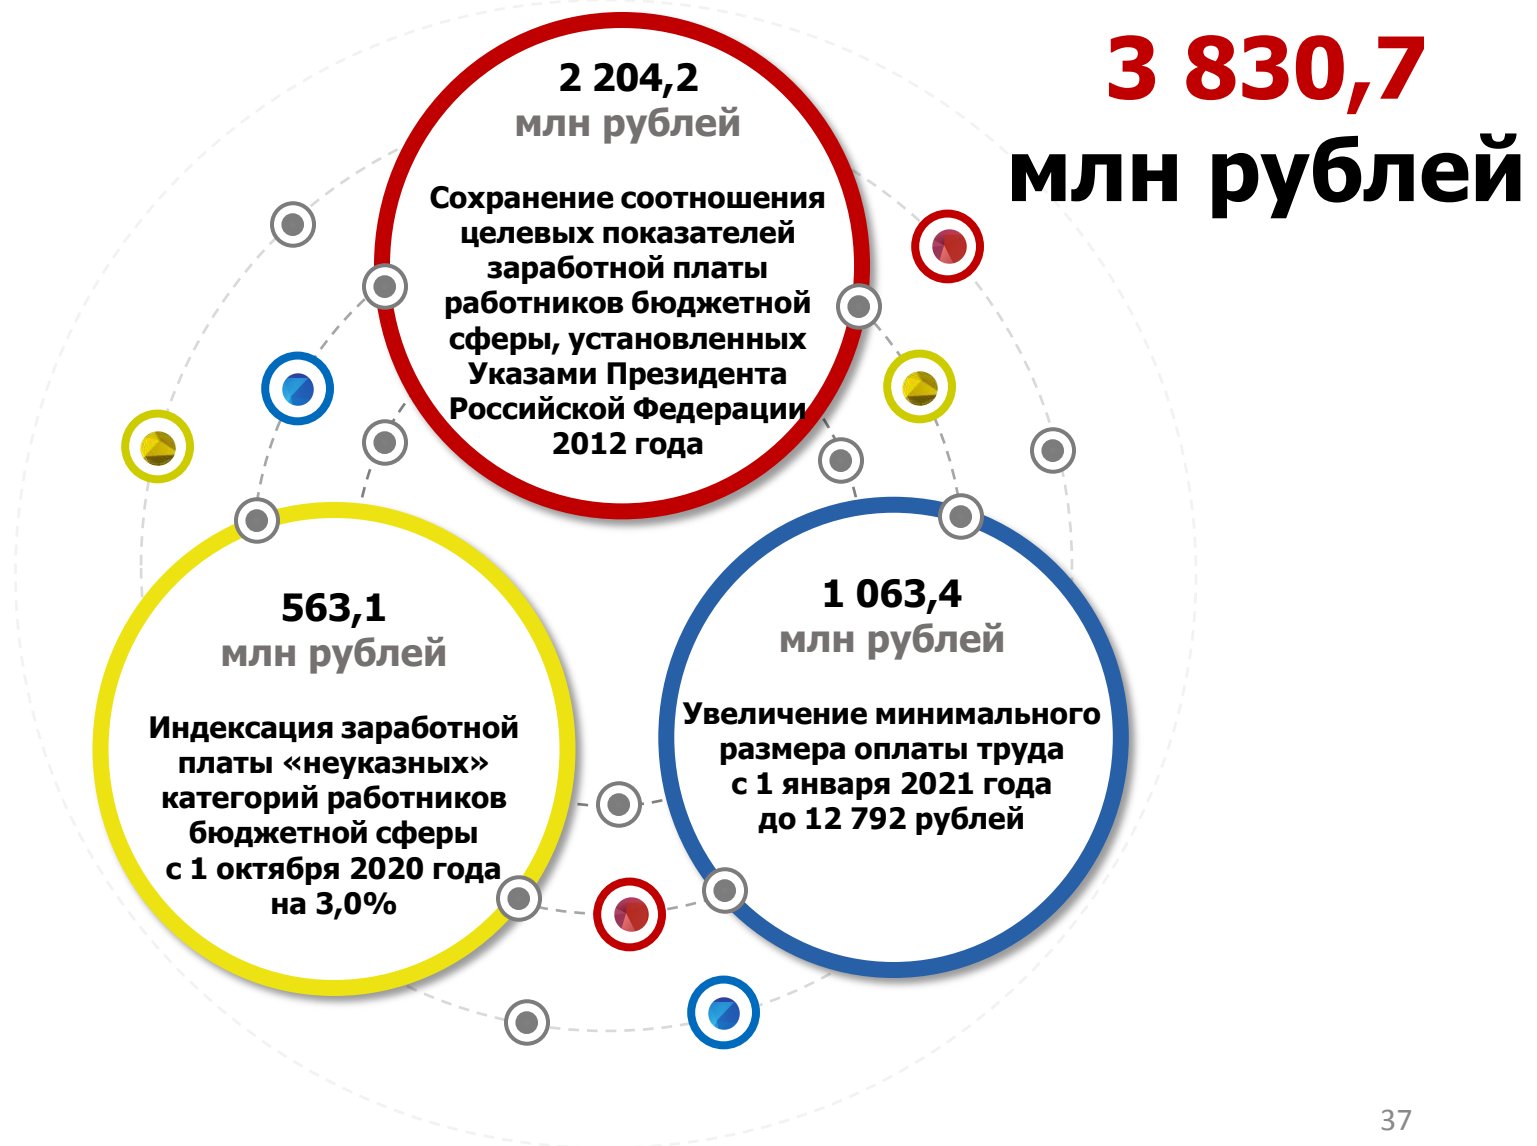 3 830,7
млн рублей
2 204,2
млн рублей
Сохранение соотношения
целевых показателей
заработной платы
работников бюджетной
сферы, установленных
Указами Президента
Российской Федерации
2012 года
563,1
млн рублей
Индексация заработной
платы «неуказных»
категорий работников
бюджетной сферы
с 1 октября 2020 года
на 3,0%
1 063,4
млн рублей
Увеличение минимального
размера оплаты труда
с 1 января 2021 года
до 12 792 рублей
37